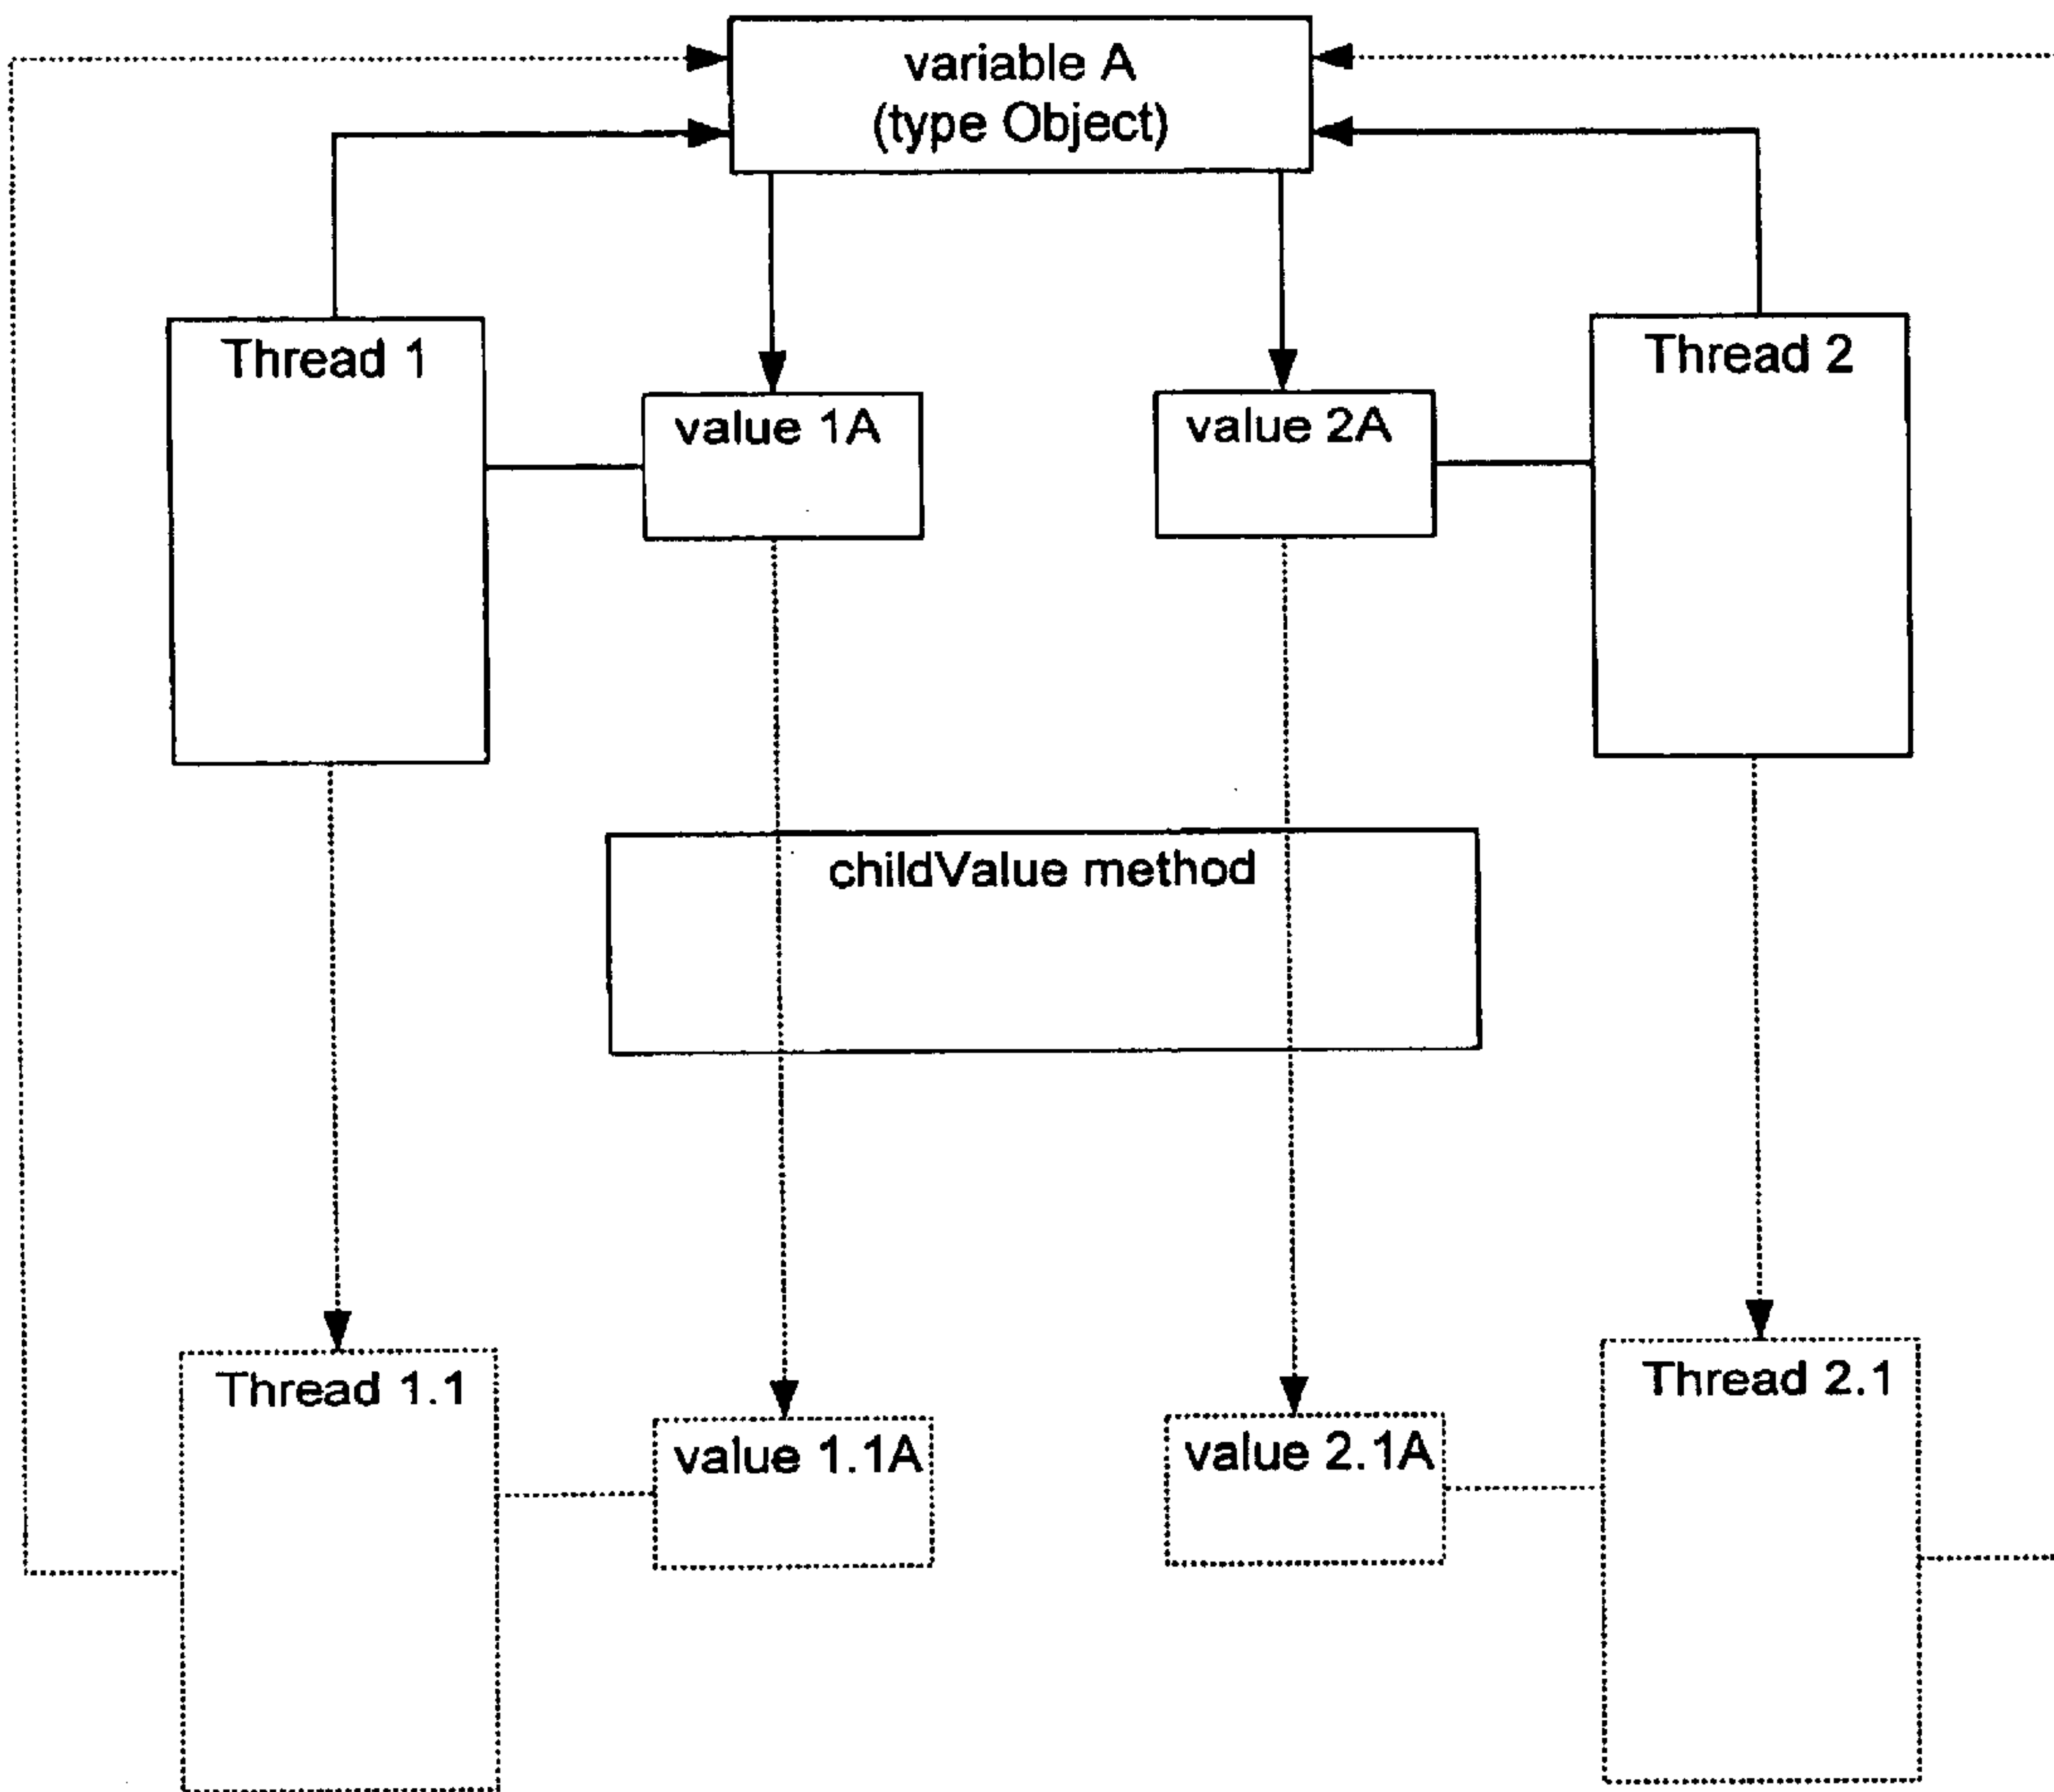 variable A
(type Object)
Thread 1
Thread 2
value 1A
value 2A
childValue method
Thread 1.1
Thread 2.1
value 1.1A
value 2.1A